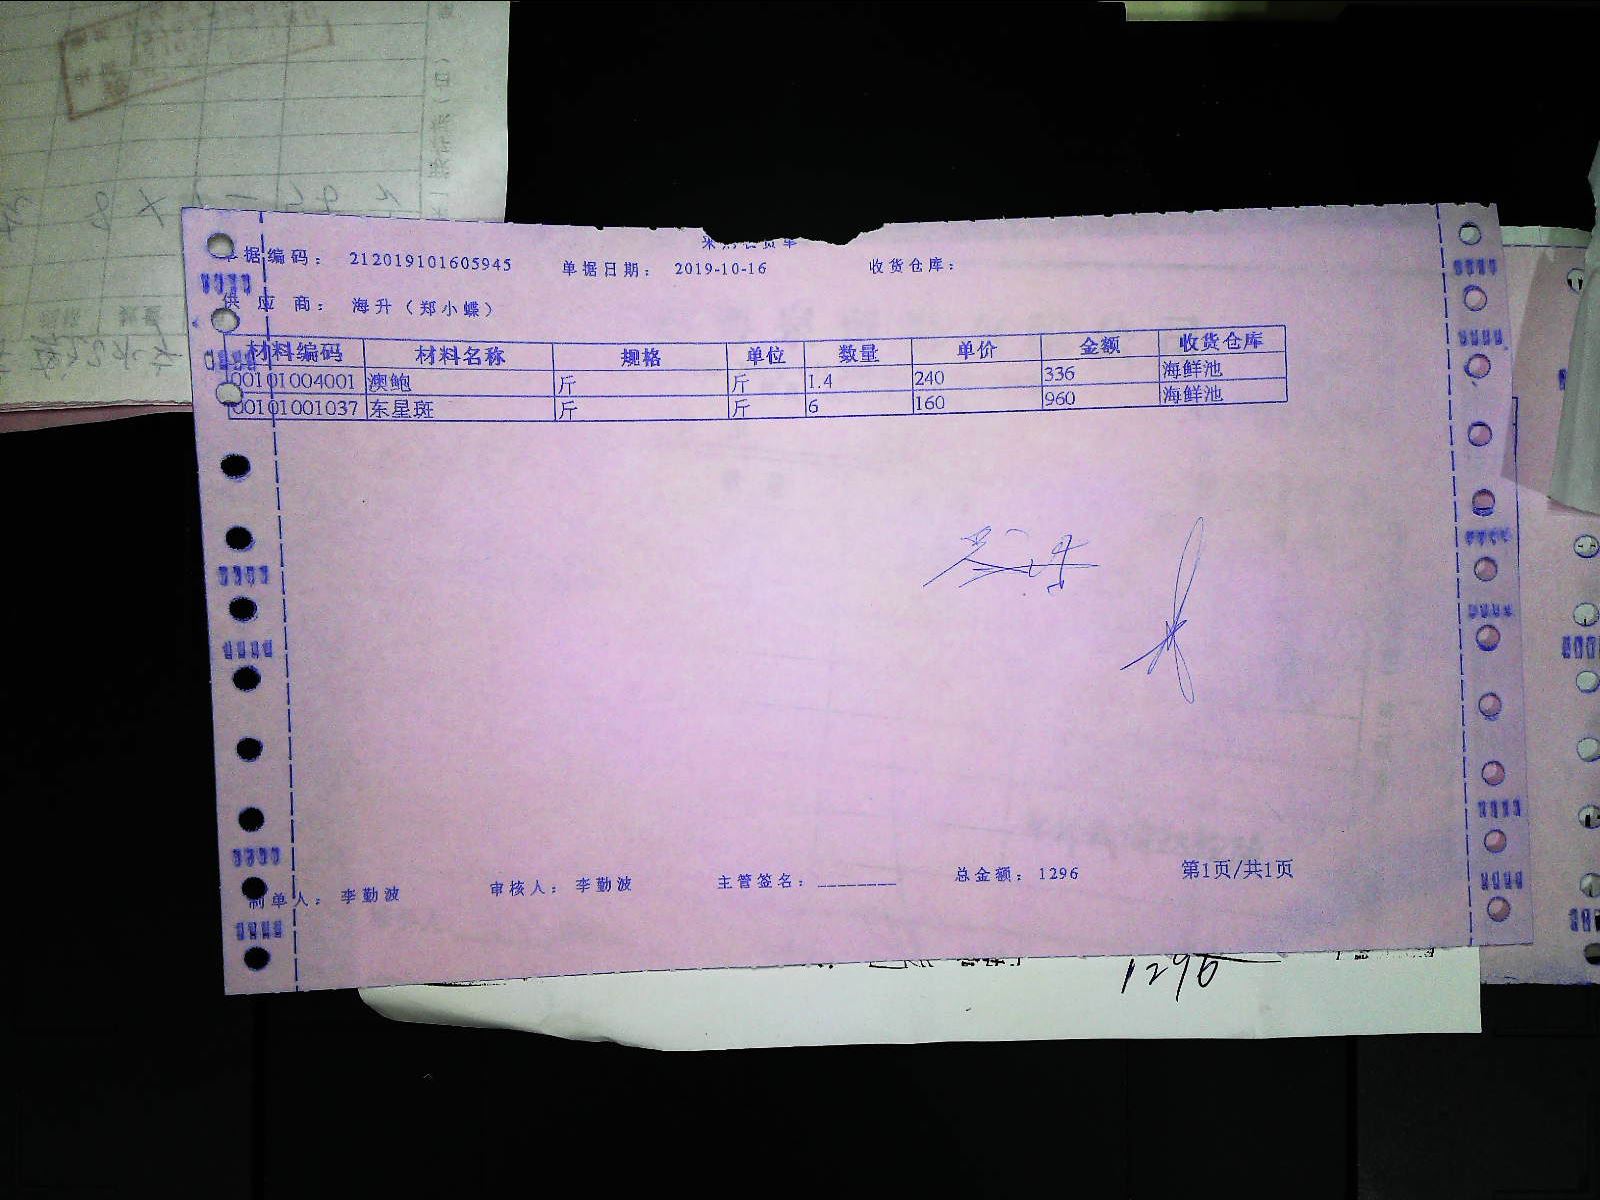 单据编码： 212019101605945 单据日期： 2019-10-16 收货仓库：
供应商： 海升（郑小蝶）
材料编码 材料名称 规格 单位 数量 单价 金额 收货仓库
00101004001 澳鲍 斤 斤 1.4 240 336 海鲜池
00101001037 东星斑 斤 斤 6 160 960 海鲜池
制单人： 李勤波 审核人： 李勤波 主管签名：________ 总金额： 1296 第1页/共1页
1296